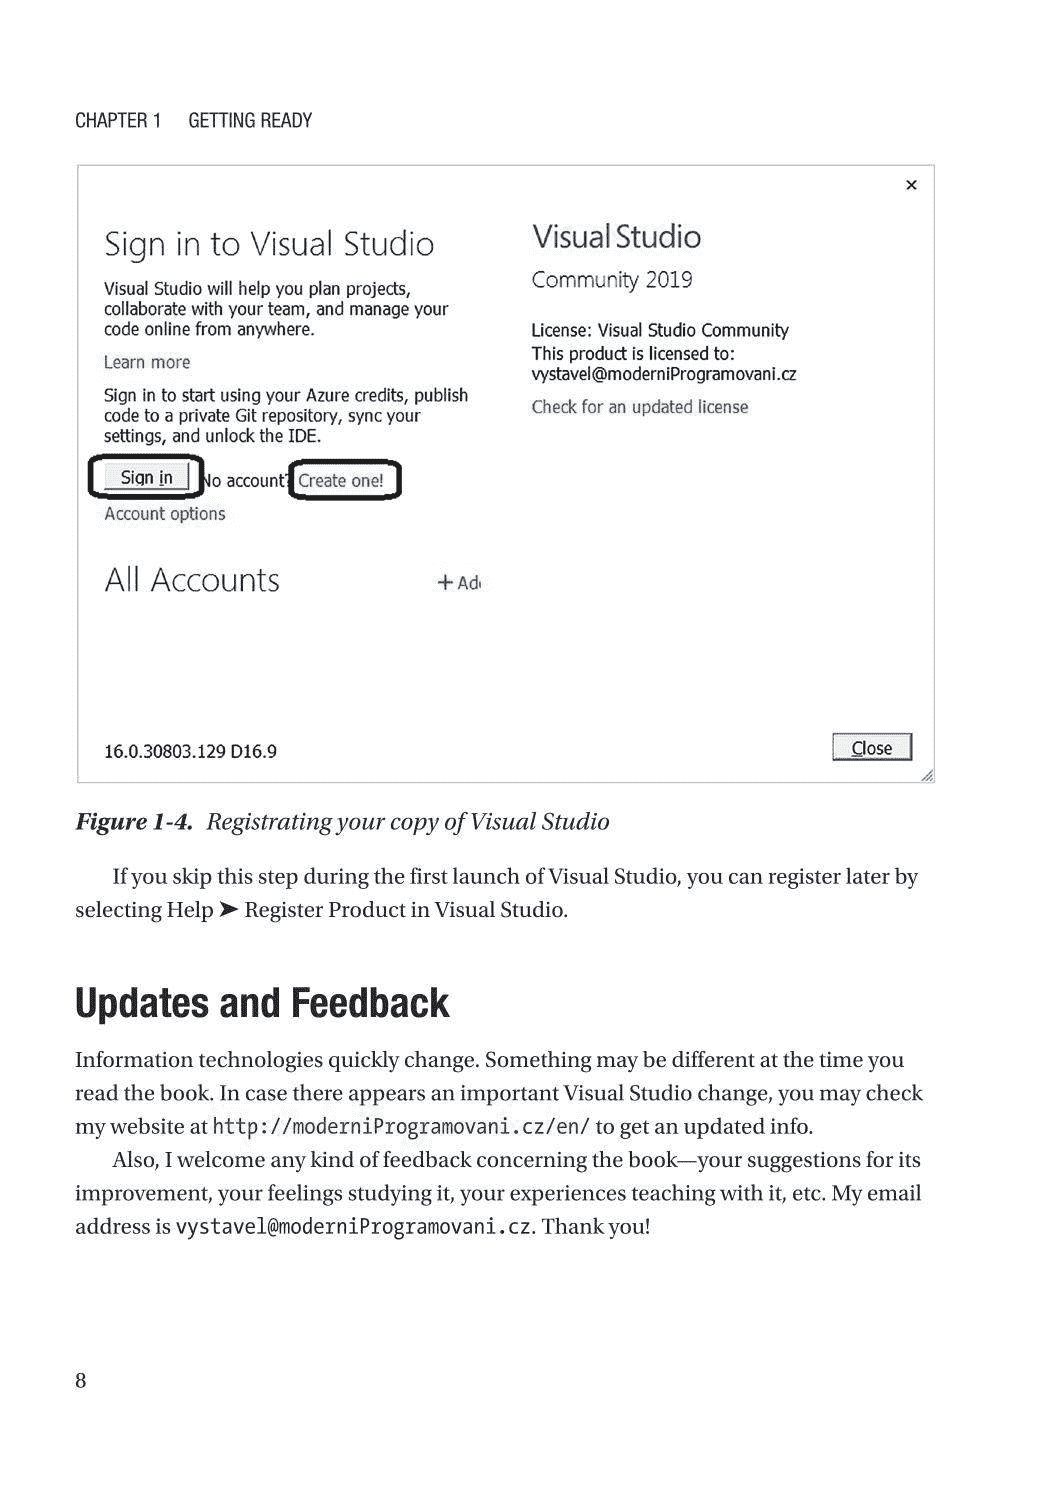 CHAPTER 1 GETTING READY
×
Sign in to Visual Studio
Visual Studio will help you plan projects,
collaborate with your team, and manage your
code online from anywhere.
Learn more
Sign in to start using your Azure credits, publish
code to a private Git repository, sync your
settings, and unlock the IDE.
Sign in No account? Create one!
Account options
All Accounts
+
Visual Studio
Community 2019
License: Visual Studio Community
This product is licensed to:
vystavel@moderniProgramovani.cz
Check for an updated license
16.0.30803.129 D16.9
Close
Figure 1-4. Registrating your copy of Visual Studio
If you skip this step during the first launch of Visual Studio, you can register later by
selecting Help ➤ Register Product in Visual Studio.
Updates and Feedback
Information technologies quickly change. Something may be different at the time you
read the book. In case there appears an important Visual Studio change, you may check
my website at http://moderniProgramovani.cz/en/ to get an updated info.
Also, I welcome any kind of feedback concerning the book—your suggestions for its
improvement, your feelings studying it, your experiences teaching with it, etc. My email
address is vystavel@moderniProgramovani.cz. Thank you!
8